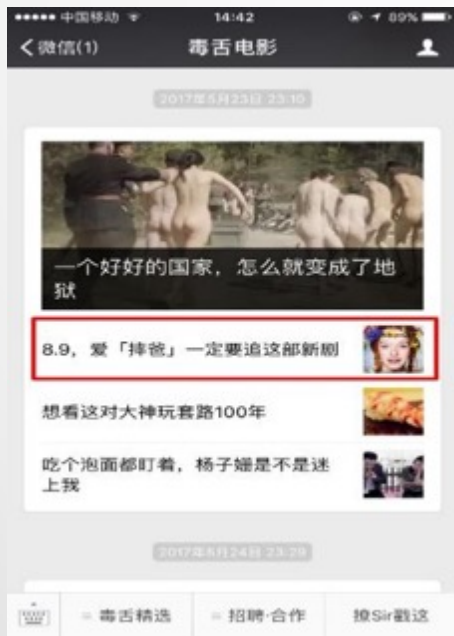 中国移动 14:42 89%
微信(1) 毒舌电影
2017年5月23日 23:10
一个好好的国家，怎么就变成了地
狱
8.9，爱「摔爸」一定要追这部新剧
想看这对大神玩套路100年
吃个泡面都盯着，杨子姗是不是迷
上我
2017年5月24日 23:29
毒舌精选 招聘·合作 撩Sir戳这